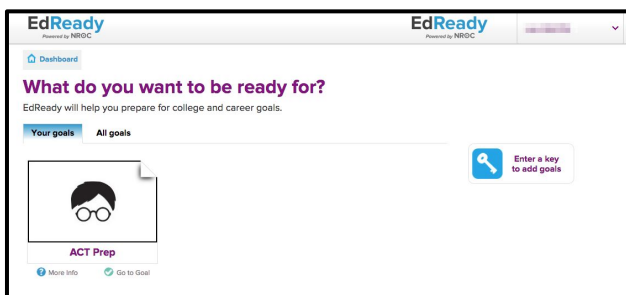 EdReady EdReady
Powered by NROC Powered by NROC
Dashboard
What do you want to be ready for?
EdReady will help you prepare for college and career goals.
Your goals All goals
Enter a key
to add goals
ACT Prep
More Info Go to Goal